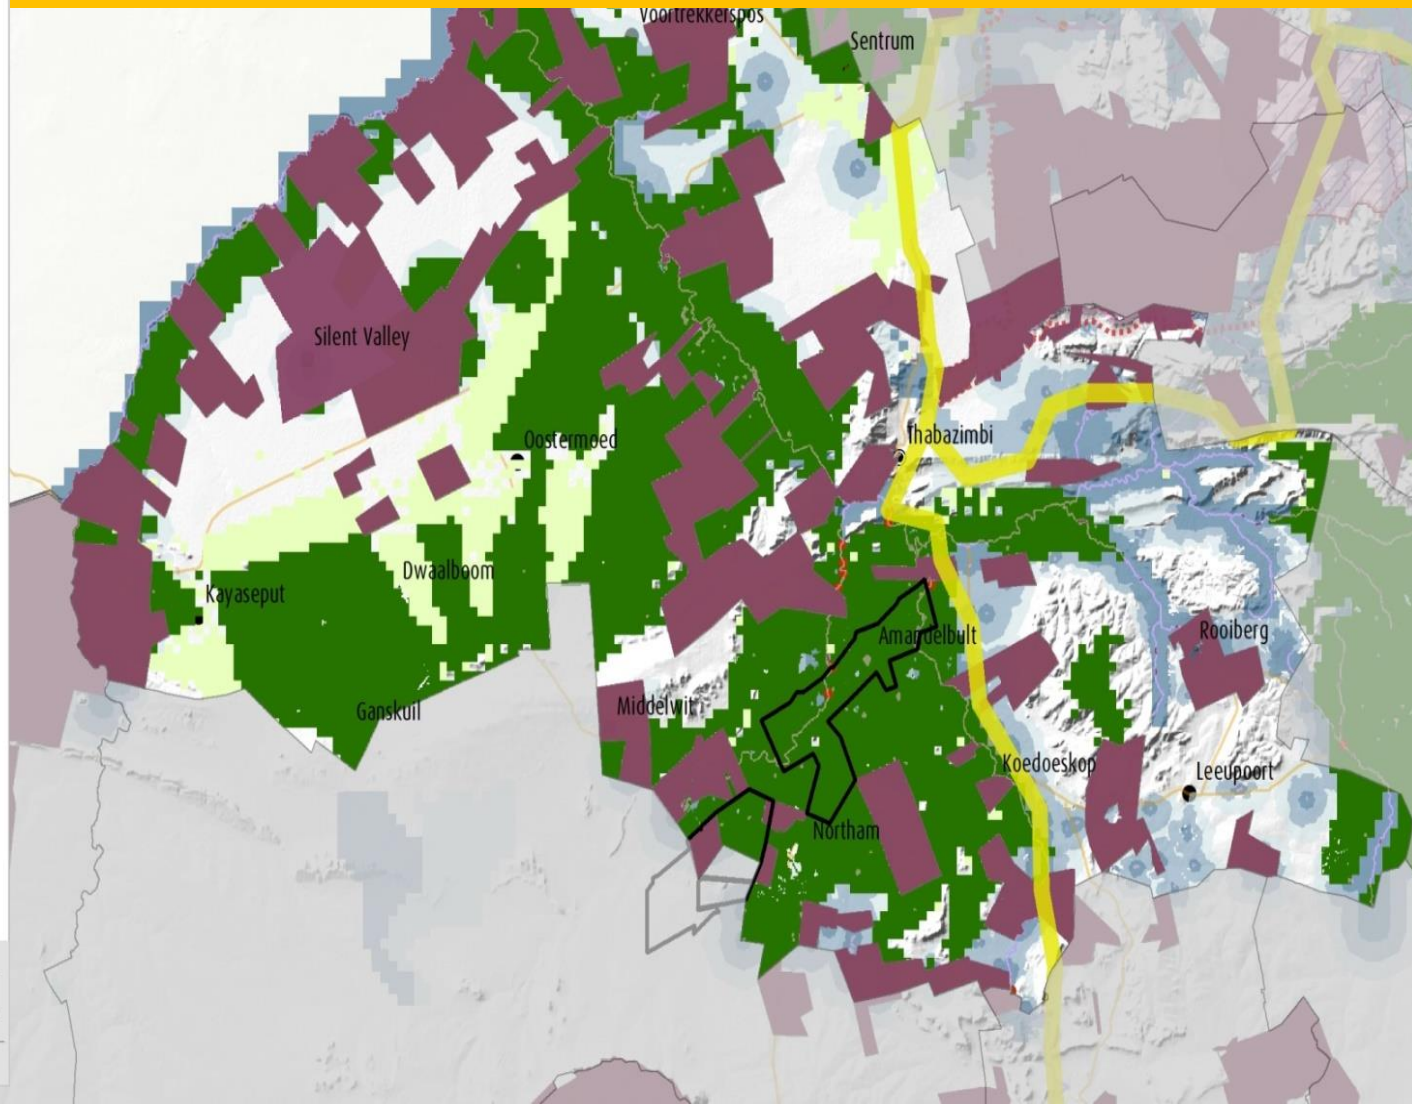 Voortrekkerspos
Sentrum
Silent Valley
Oostermoed
Thabazimbi
Dwaalboom
Kayaseput
Amandelbult
Rooiberg
Ganskuil
Middelwit
Koedoeskop
Leeupoort
Northam